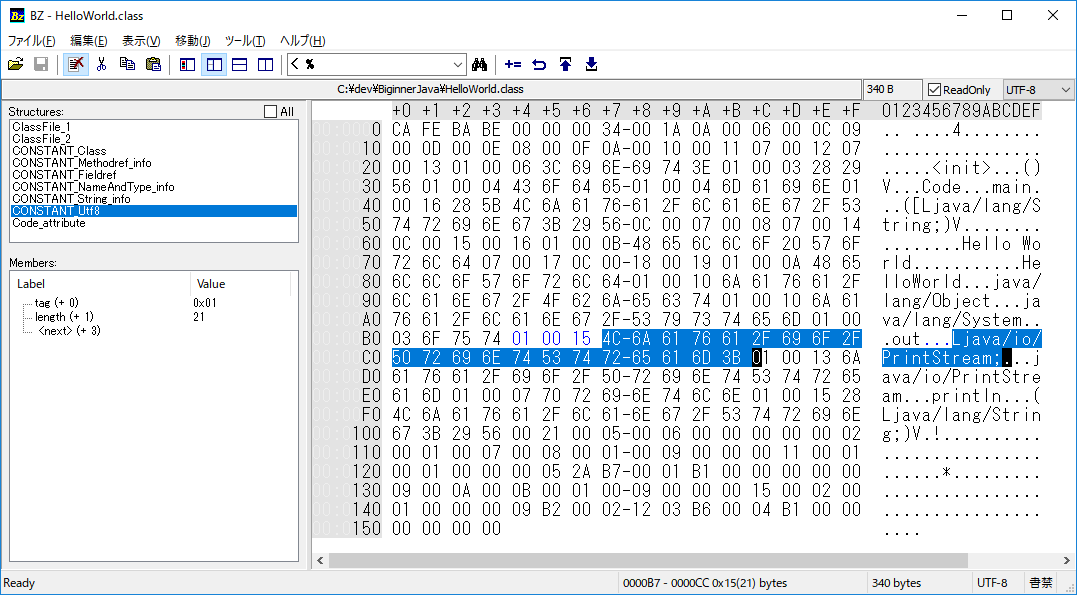 BZ - HelloWorld.class
ファイル(F) 編集(E) 表示(V) 移動(J) ツール(T) ヘルプ(H)
< %
C:¥dev¥BiginnerJava¥HelloWorld.class 340 B ReadOnly UTF-8
Structures: All
ClassFile_1
ClassFile_2
CONSTANT_Class
CONSTANT_Methodref_info
CONSTANT_Fieldref
CONSTANT_NameAndType_info
CONSTANT_String_info
CONSTANT_Utf8
Code_attribute
Members:
Label Value
tag (+ 0) 0x01
length (+ 1) 21
<next> (+ 3)
+0 +1 +2 +3 +4 +5 +6 +7 +8 +9 +A +B +C +D +E +F 0123456789ABCDEF
0 CA FE BA BE 00 00 00 34-00 1A 0A 00 06 00 0C 09 .. ....4........
10 00 0D 00 0E 08 00 0F 0A-00 10 00 11 07 00 12 07 ................
20 00 13 01 00 06 3C 69 6E-69 74 3E 01 00 03 28 29 .....<init>...()
30 56 01 00 04 43 6F 64 65-01 00 04 6D 61 69 6E 01 V...Code...main.
40 00 16 28 5B 4C 6A 61 76-61 2F 6C 61 6E 67 2F 53 ..([Ljava/lang/S
50 74 72 69 6E 67 3B 29 56-0C 00 07 00 08 07 00 14 tring;)V........
60 0C 00 15 00 16 01 00 0B-48 65 6C 6C 6F 20 57 6F ........Hello Wo
70 72 6C 64 07 00 17 0C 00-18 00 19 01 00 0A 48 65 rld...........He
80 6C 6C 6F 57 6F 72 6C 64-01 00 10 6A 61 76 61 2F lloWorld...java/
90 6C 61 6E 67 2F 4F 62 6A-65 63 74 01 00 10 6A 61 lang/Object...ja
A0 76 61 2F 6C 61 6E 67 2F-53 79 73 74 65 6D 01 00 va/lang/System..
B0 03 6F 75 74 01 00 15 4C-6A 61 76 61 2F 69 6F 2F .out...Ljava/io/
C0 50 72 69 6E 74 53 74 72-65 61 6D 3B 01 00 13 6A PrintStream;...j
D0 61 76 61 2F 69 6F 2F 50-72 69 6E 74 53 74 72 65 ava/io/PrintStre
E0 61 6D 01 00 07 70 72 69-6E 74 6C 6E 01 00 15 28 am...println...(
F0 4C 6A 61 76 61 2F 6C 61-6E 67 2F 53 74 72 69 6E Ljava/lang/Strin
100 67 3B 29 56 00 21 00 05-00 06 00 00 00 00 00 02 g;)V.!..........
110 00 01 00 07 00 08 00 01-00 09 00 00 00 11 00 01 ................
120 00 01 00 00 00 05 2A B7-00 01 B1 00 00 00 00 00 ......*.........
130 09 00 0A 00 0B 00 01 00-09 00 00 00 15 00 02 00 ................
140 01 00 00 00 09 B2 00 02-12 03 B6 00 04 B1 00 00 ................
150 00 00 00 00 ....
Ready 0000B7 - 0000CC 0x15(21) bytes 340 bytes UTF-8 書禁